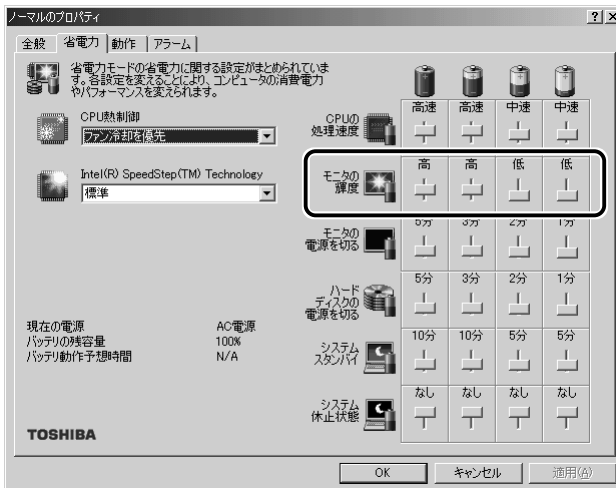 ノーマルのプロパティ
全般
省電力
動作
アラーム
省電力モードの省電力に関する設定がまとめられていま
す。各設定を変えることにより、コンピュータの消費電力
やパフォーマンスを変えられます。
CPU熱制御
ファン冷却を優先
Intel(R) SpeedStep(TM) Technology
標準
現在の電源 AC電源
バッテリの残容量 100%
バッテリ動作予想時間 N/A
TOSHIBA
CPUの
処理速度
高速 高速 中速 中速
モニタの
輝度
高 高 低 低
モニタの
電源を切る
5分 3分 2分 1分
ハード
ディスクの
電源を切る
5分 3分 2分 1分
システム
スタンバイ
10分 10分 5分 5分
システム
休止状態
なし なし なし なし
OK
キャンセル
適用(A)